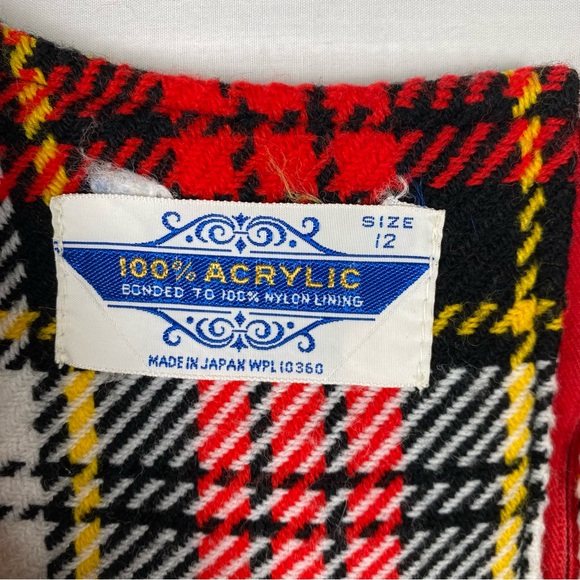 SIZE
12
100% ACRYLIC
BONDED TO 100% NYLON LINING
MADE IN JAPAN WPL 10360